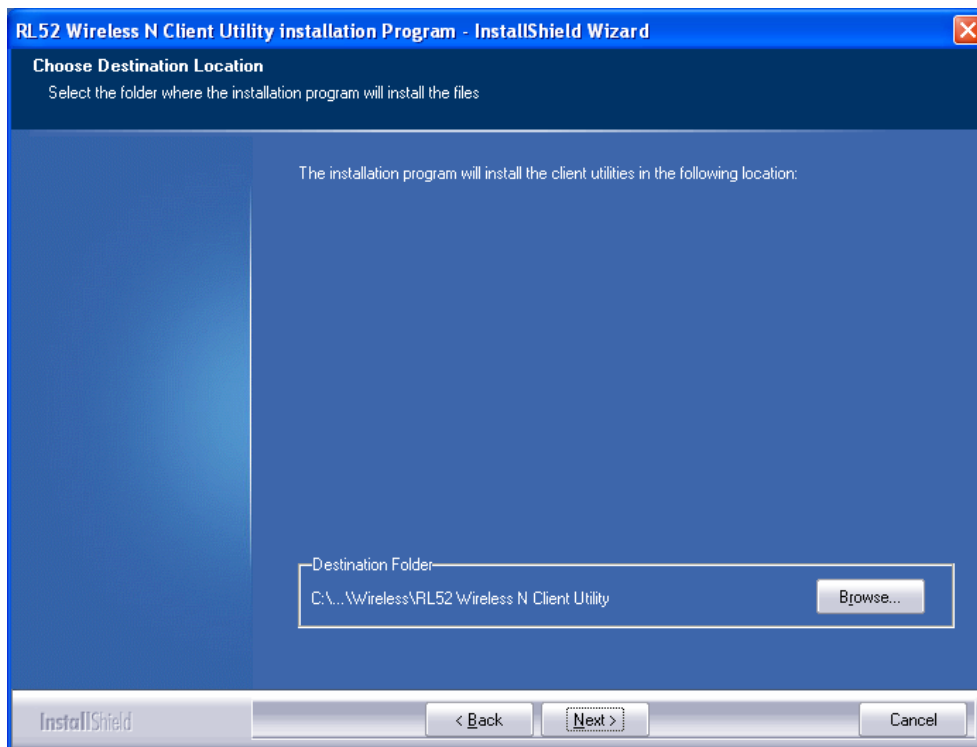 RL52 Wireless N Client Utility installation Program - InstallShield Wizard
Choose Destination Location
Select the folder where the installation program will install the files
The installation program will install the client utilities in the following location:
Destination Folder
C:\...\Wireless\RL52 Wireless N Client Utility
Browse...
InstallShield
< Back
Next >
Cancel